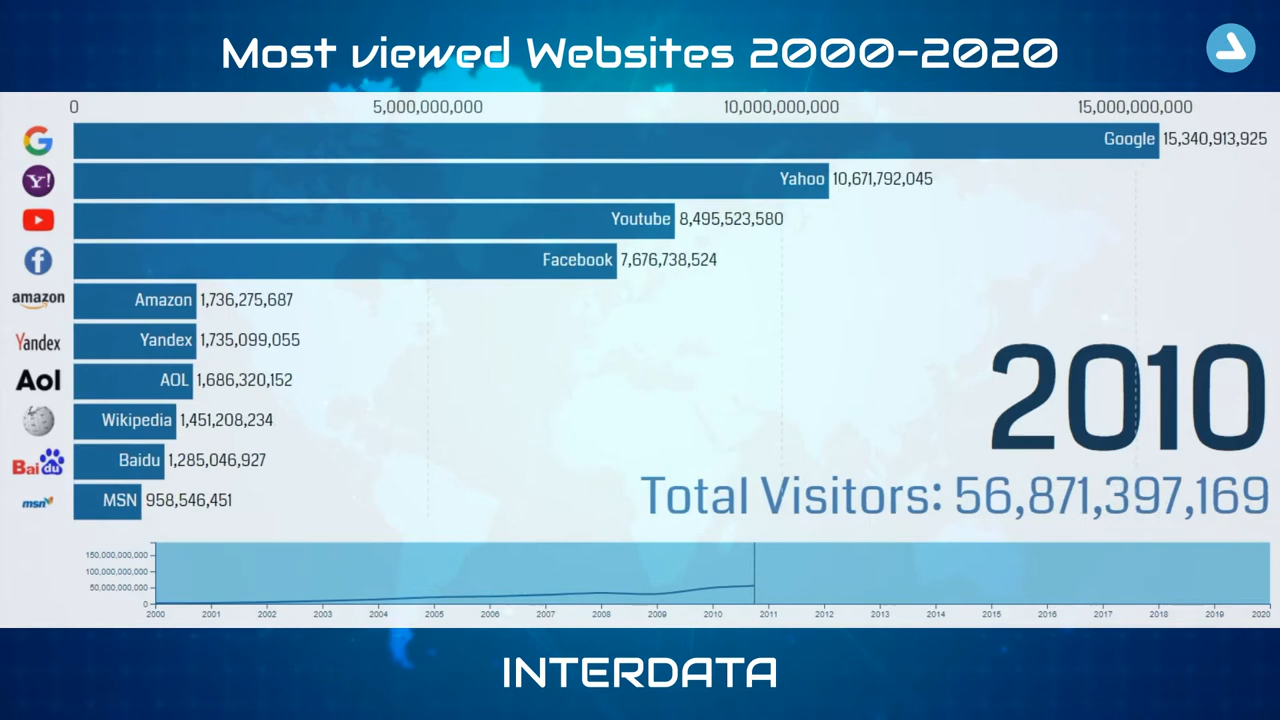 Most viewed Websites 2000-2020
0 5,000,000,000 10,000,000,000 15,000,000,000
G Google 15,340,913,925
Y! Yahoo 10,671,792,045
Youtube 8,495,523,580
f Facebook 7,676,738,524
amazon Amazon 1,736,275,687
Yandex Yandex 1,735,099,055
Aol AOL 1,686,320,152
Wikipedia 1,451,208,234
Bai du Baidu 1,285,046,927
msn MSN 958,546,451
2010
Total Visitors: 56,871,397,169
150,000,000,000
100,000,000,000
50,000,000,000
0
2000 2001 2002 2003 2004 2005 2006 2007 2008 2009 2010 2011 2012 2013 2014 2015 2016 2017 2018 2019 2020
INTERDATA